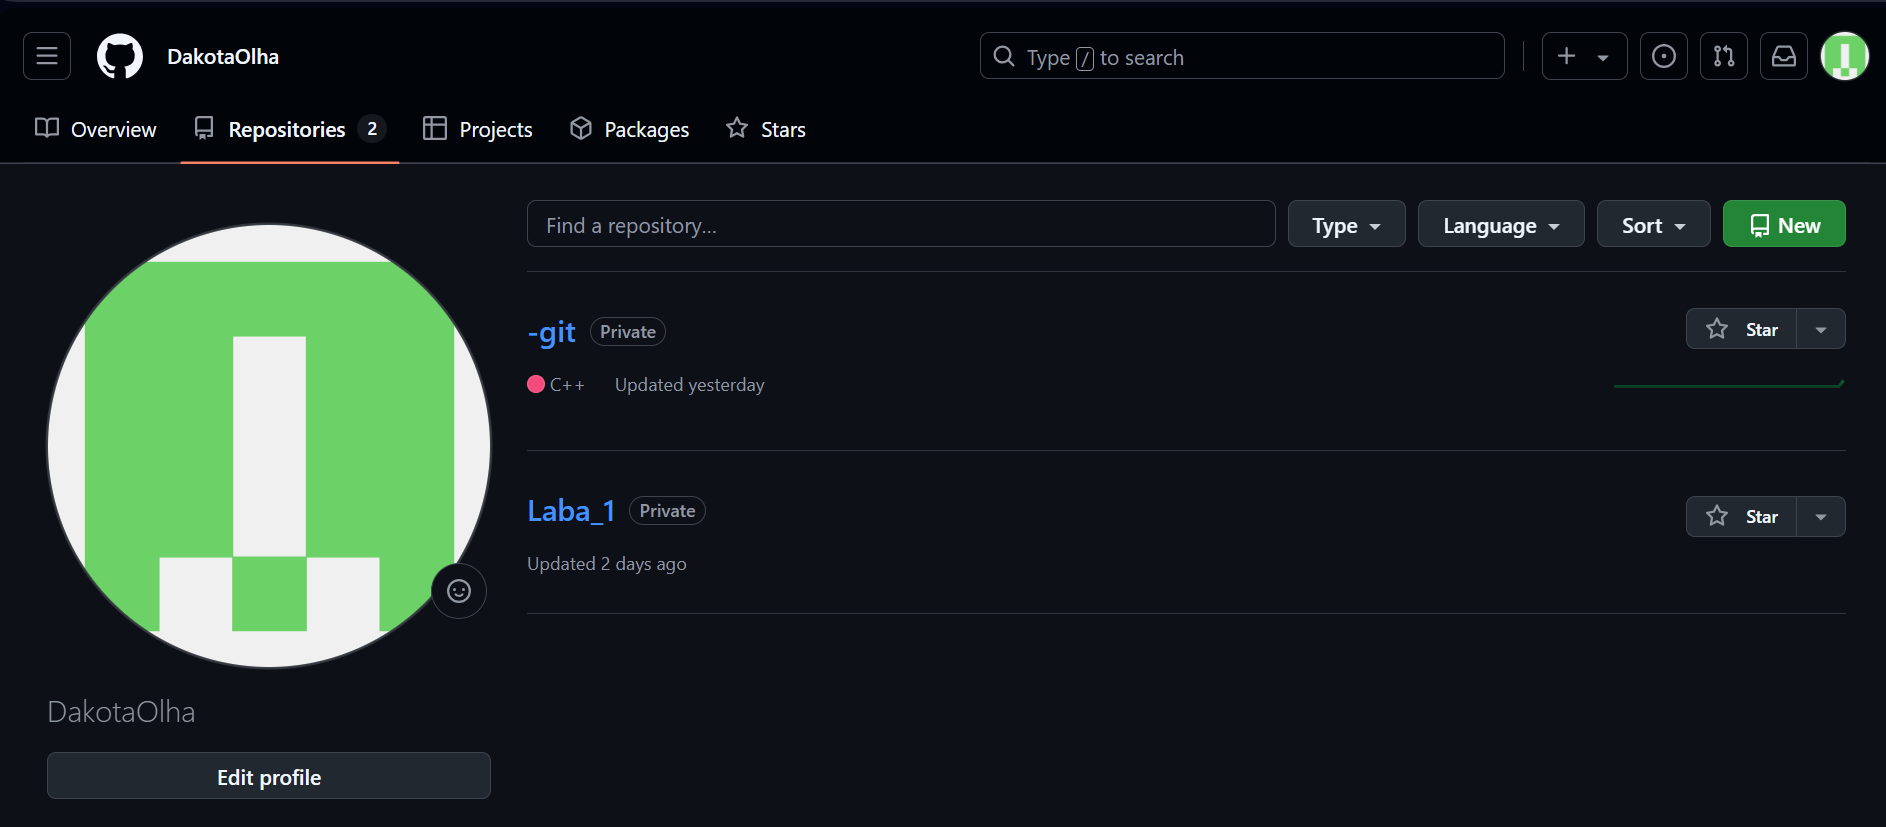 DakotaOlha
Type / to search
Overview
Repositories 2
Projects
Packages
Stars
Find a repository...
Type
Language
Sort
New
-git Private
Star
C++ Updated yesterday
Laba_1 Private
Star
Updated 2 days ago
DakotaOlha
Edit profile